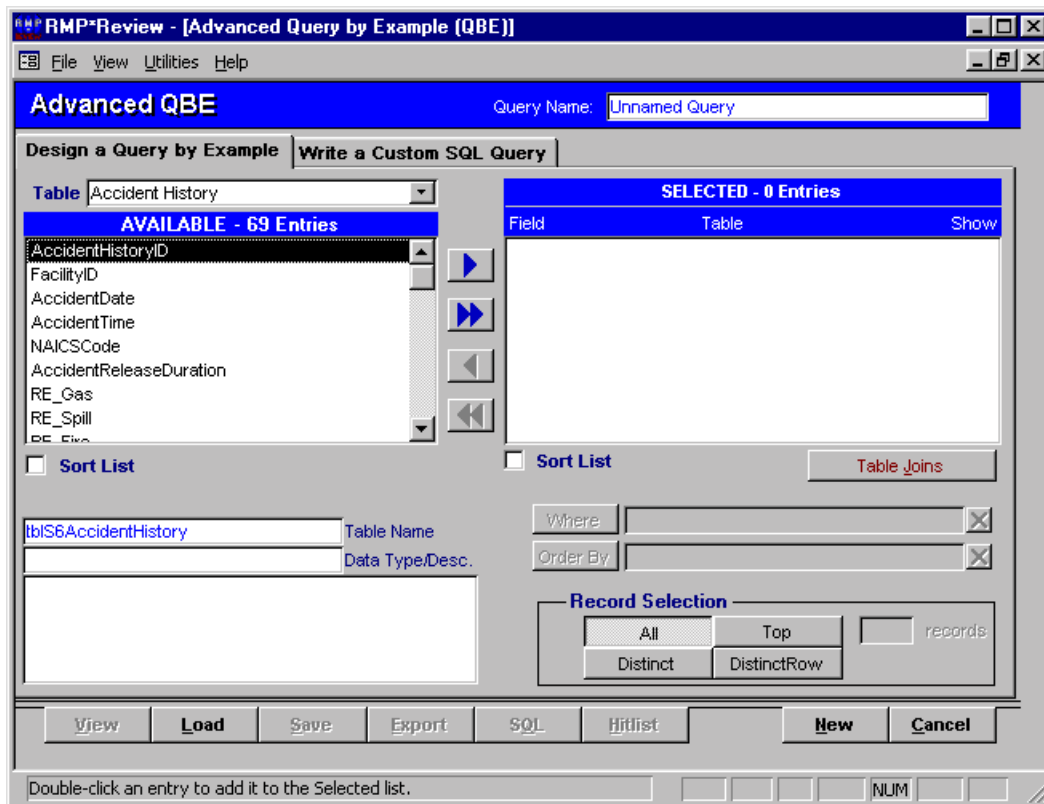 RMP RMP*Review - [Advanced Query by Example (QBE)]
File View Utilities Help
Advanced QBE Query Name: Unnamed Query
Design a Query by Example Write a Custom SQL Query
Table Accident History
AVAILABLE - 69 Entries
AccidentHistoryID
FacilityID
AccidentDate
AccidentTime
NAICSCode
AccidentReleaseDuration
RE_Gas
RE_Spill
RE_Fire
Sort List
SELECTED - 0 Entries
Field Table Show
Sort List
Table Joins
tblS6AccidentHistory Table Name
Data Type/Desc.
Where
Order By
Record Selection
All Top records
Distinct DistinctRow
View Load Save Export SQL Hitlist New Cancel
Double-click an entry to add it to the Selected list. NUM